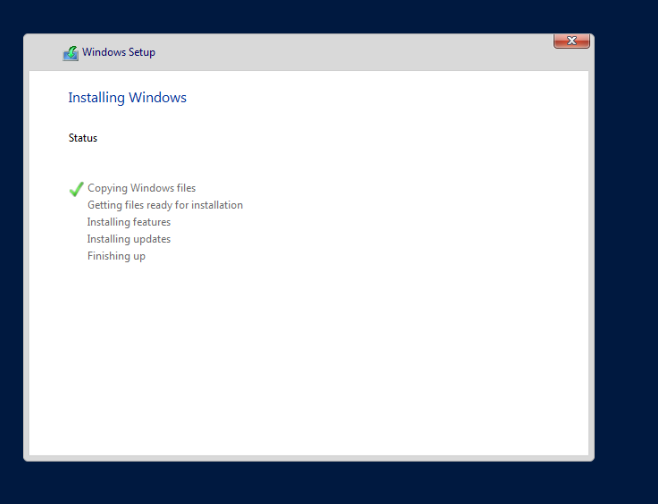 Windows Setup
Installing Windows
Status
Copying Windows files
Getting files ready for installation
Installing features
Installing updates
Finishing up